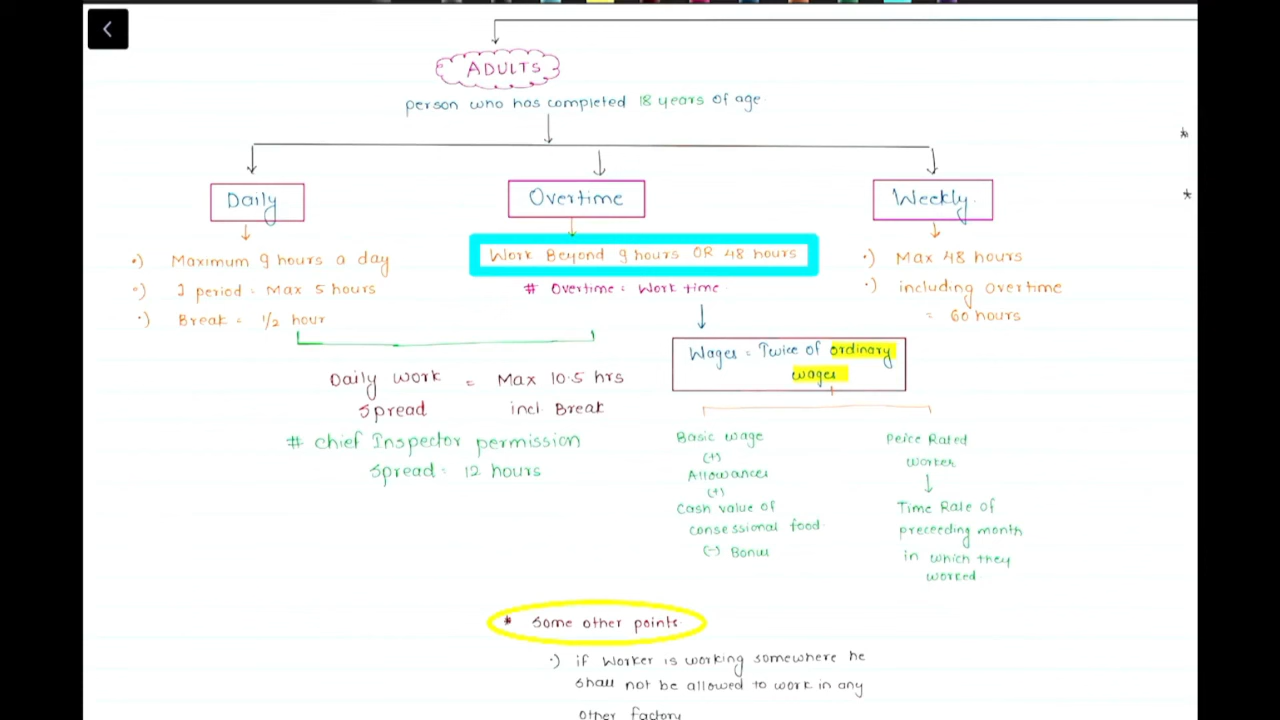 ADULTS
person who has completed 18 years of age
Daily
•) Maximum 9 hours a day
•) 1 period = Max 5 hours
•) Break = 1/2 hour
Overtime
Work Beyond 9 hours OR 48 hours
# Overtime = Work time
Weekly
•) Max 48 hours
•) including overtime
= 60 hours
Daily work = Max 10.5 hrs
Spread incl. Break
# Chief Inspector permission
Spread = 12 hours
Wages = Twice of ordinary
wages
Basic wage
(+)
Allowances
(+)
Cash value of
consessional food
(-) Bonus
Peice Rated
worker
Time Rate of
preceeding month
in which they
worked
* Some other points
•) if Worker is working somewhere he
shall not be allowed to work in any
other factory
*
*